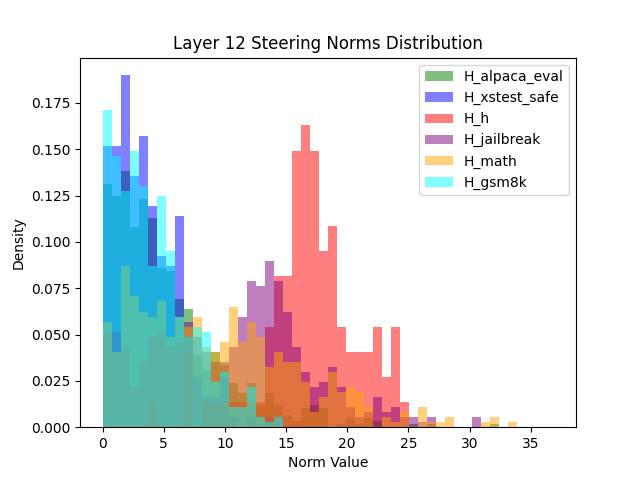 Layer 12 Steering Norms Distribution
H_alpaca_eval
H_xstest_safe
H_h
H_jailbreak
H_math
H_gsm8k
Density
0.175
0.150
0.125
0.100
0.075
0.050
0.025
0.000
0 5 10 15 20 25 30 35
Norm Value